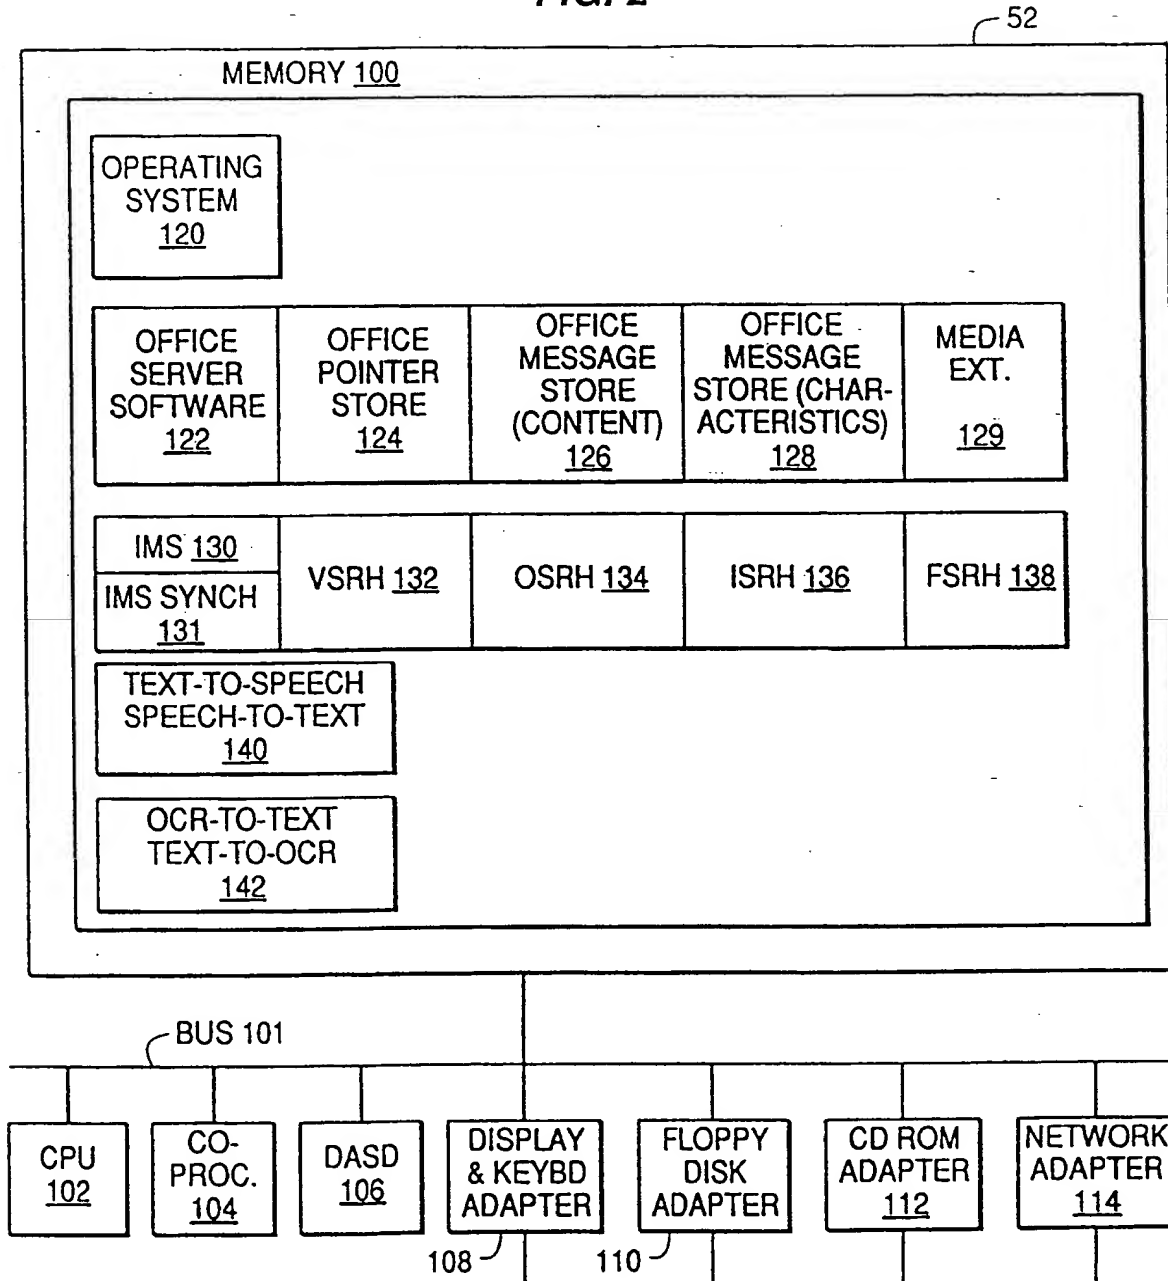 FIG. 2
52
MEMORY 100
OPERATING
SYSTEM
120
OFFICE
SERVER
SOFTWARE
122
OFFICE
POINTER
STORE
124
OFFICE
MESSAGE
STORE
(CONTENT)
126
OFFICE
MESSAGE
STORE (CHAR-
ACTERISTICS)
128
MEDIA
EXT.
129
IMS 130
IMS SYNCH
131
VSRH 132
OSRH 134
ISRH 136
FSRH 138
TEXT-TO-SPEECH
SPEECH-TO-TEXT
140
OCR-TO-TEXT
TEXT-TO-OCR
142
BUS 101
CPU
102
CO-
PROC.
104
DASD
106
DISPLAY
& KEYBD
ADAPTER
108
FLOPPY
DISK
ADAPTER
110
CD ROM
ADAPTER
112
NETWORK
ADAPTER
114